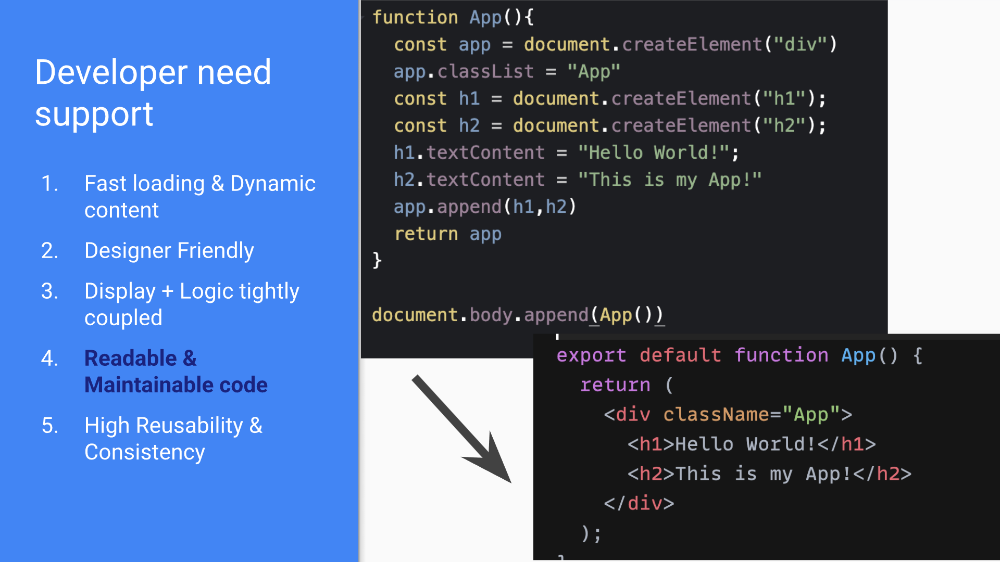 Developer need
support
1. Fast loading & Dynamic
content
2. Designer Friendly
3. Display + Logic tightly
coupled
4. Readable &
Maintainable code
5. High Reusability &
Consistency
function App(){
  const app = document.createElement("div")
  app.classList = "App"
  const h1 = document.createElement("h1");
  const h2 = document.createElement("h2");
  h1.textContent = "Hello World!";
  h2.textContent = "This is my App!"
  app.append(h1,h2)
  return app
}
document.body.append(App())
export default function App() {
  return (
    <div className="App">
      <h1>Hello World!</h1>
      <h2>This is my App!</h2>
    </div>
  );
}